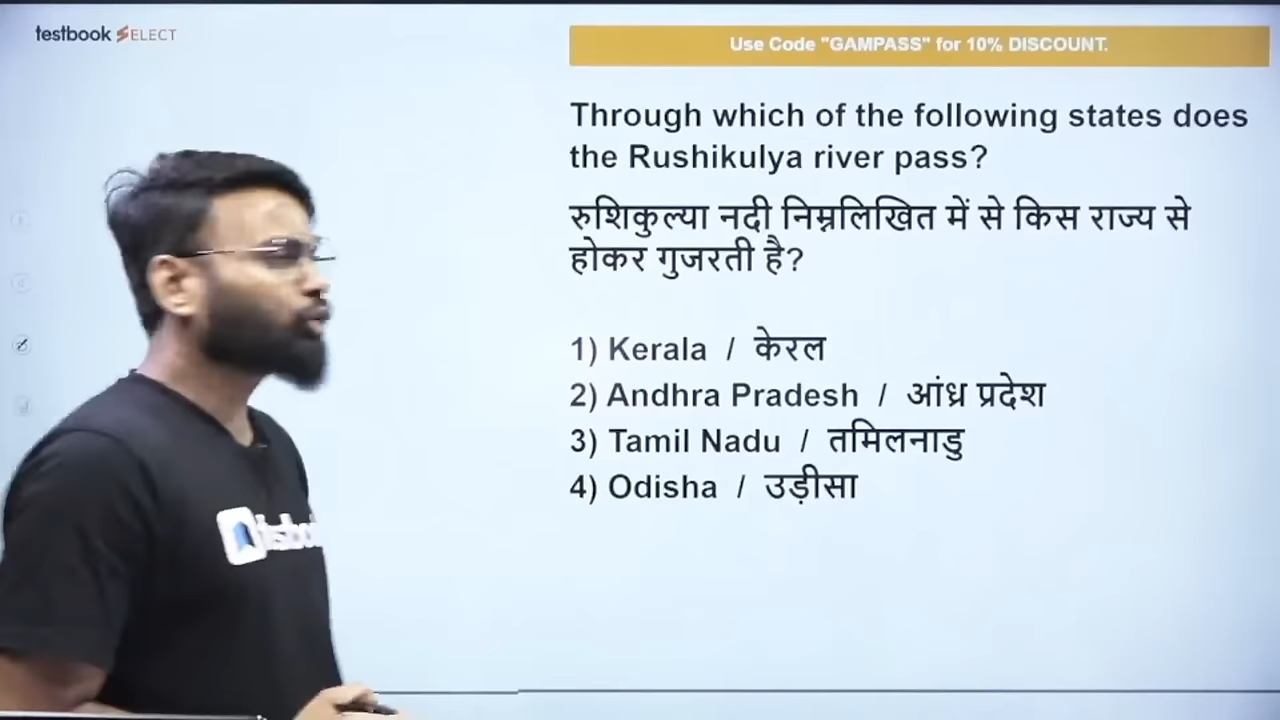 testbook SELECT
Use Code "GAMPASS" for 10% DISCOUNT.
Through which of the following states does
the Rushikulya river pass?
रुशिकुल्या नदी निम्नलिखित में से किस राज्य से
होकर गुजरती है?
1) Kerala / केरल
2) Andhra Pradesh / आंध्र प्रदेश
3) Tamil Nadu / तमिलनाडु
4) Odisha / उड़ीसा